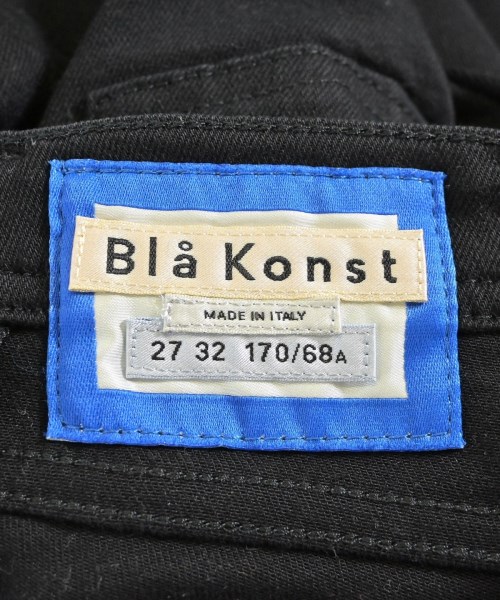 Blå Konst
MADE IN ITALY
27 32 170/68A